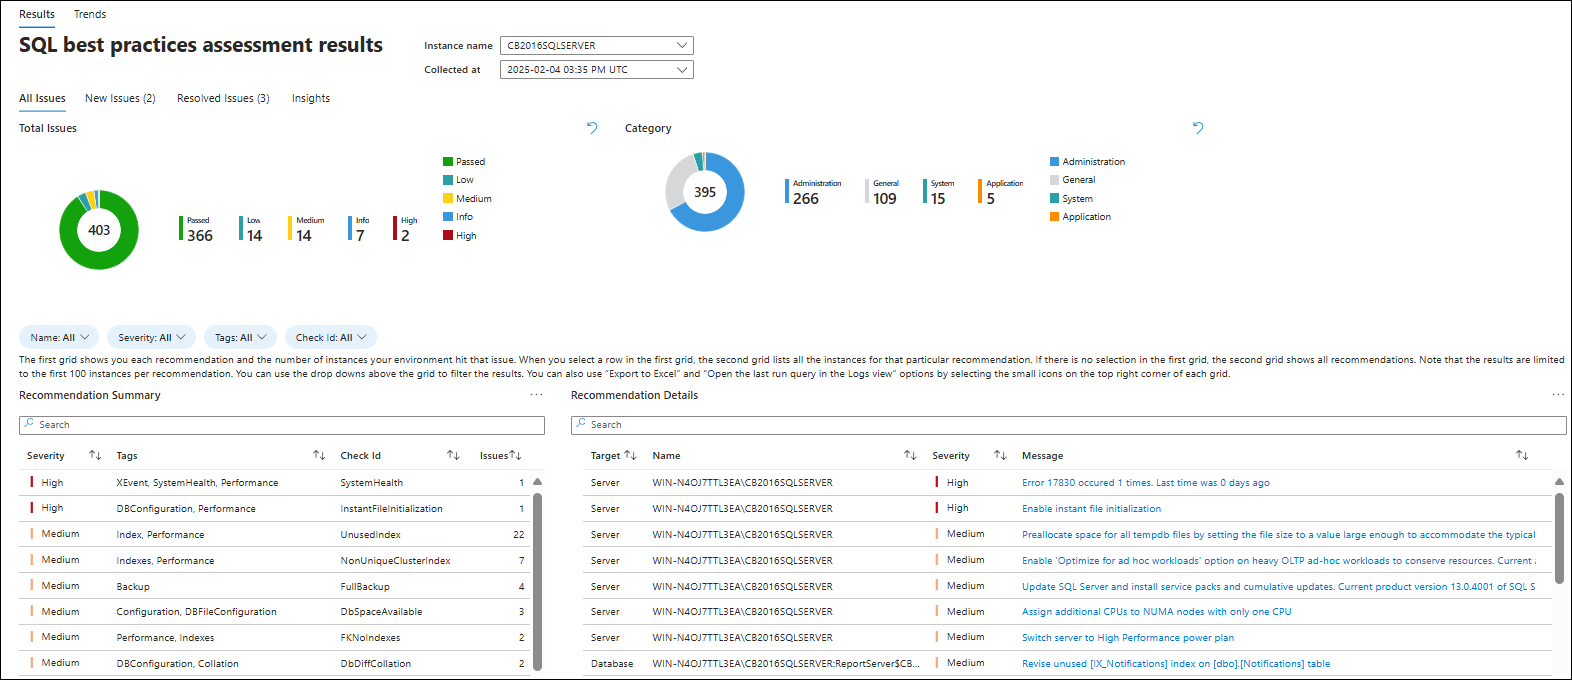 Results Trends
SQL best practices assessment results
Instance name CB2016SQLSERVER
Collected at 2025-02-04 03:35 PM UTC
All Issues New Issues (2) Resolved Issues (3) Insights
Total Issues
403
Passed 366
Low 14
Medium 14
Info 7
High 2
Passed
Low
Medium
Info
High
Category
395
Administration 266
General 109
System 15
Application 5
Administration
General
System
Application
Name: All Severity: All Tags: All Check Id: All
The first grid shows you each recommendation and the number of instances your environment hit that issue. When you select a row in the first grid, the second grid lists all the instances for that particular recommendation. If there is no selection in the first grid, the second grid shows all recommendations. Note that the results are limited
to the first 100 instances per recommendation. You can use the drop downs above the grid to filter the results. You can also use "Export to Excel" and "Open the last run query in the Logs view" options by selecting the small icons on the top right corner of each grid.
Recommendation Summary
Search
Severity Tags Check Id Issues
High XEvent, SystemHealth, Performance SystemHealth 1
High DBConfiguration, Performance InstantFileInitialization 1
Medium Index, Performance UnusedIndex 22
Medium Indexes, Performance NonUniqueClusterIndex 7
Medium Backup FullBackup 4
Medium Configuration, DBFileConfiguration DbSpaceAvailable 3
Medium Performance, Indexes FKNoIndexes 2
Medium DBConfiguration, Collation DbDiffCollation 2
Recommendation Details
Search
Target Name Severity Message
Server WIN-N4OJ7TTL3EA\CB2016SQLSERVER High Error 17830 occured 1 times. Last time was 0 days ago
Server WIN-N4OJ7TTL3EA\CB2016SQLSERVER High Enable instant file initialization
Server WIN-N4OJ7TTL3EA\CB2016SQLSERVER Medium Preallocate space for all tempdb files by setting the file size to a value large enough to accommodate the typical
Server WIN-N4OJ7TTL3EA\CB2016SQLSERVER Medium Enable 'Optimize for ad hoc workloads' option on heavy OLTP ad-hoc workloads to conserve resources. Current
Server WIN-N4OJ7TTL3EA\CB2016SQLSERVER Medium Update SQL Server and install service packs and cumulative updates. Current product version 13.0.4001 of SQL S
Server WIN-N4OJ7TTL3EA\CB2016SQLSERVER Medium Assign additional CPUs to NUMA nodes with only one CPU
Server WIN-N4OJ7TTL3EA\CB2016SQLSERVER Medium Switch server to High Performance power plan
Database WIN-N4OJ7TTL3EA\CB2016SQLSERVER:ReportServer$CB... Medium Revise unused [IX_Notifications] index on [dbo].[Notifications] table